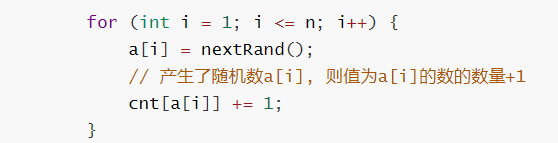 for (int i = 1; i <= n; i++) {
a[i] = nextRand();
// 产生了随机数a[i], 则值为a[i]的数的数量+1
cnt[a[i]] += 1;
}